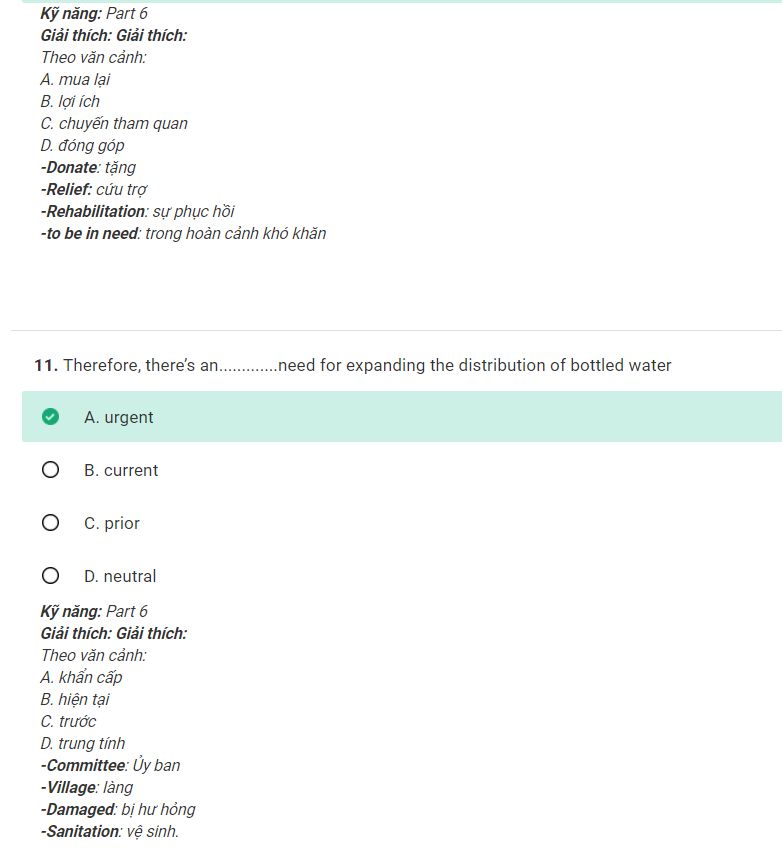 Kỹ năng: Part 6
Giải thích: Giải thích:
Theo văn cảnh:
A. mua lại
B. lợi ích
C. chuyến tham quan
D. đóng góp
-Donate: tặng
-Relief: cứu trợ
-Rehabilitation: sự phục hồi
-to be in need: trong hoàn cảnh khó khăn
11. Therefore, there’s an.............need for expanding the distribution of bottled water
A. urgent
B. current
C. prior
D. neutral
Kỹ năng: Part 6
Giải thích: Giải thích:
Theo văn cảnh:
A. khẩn cấp
B. hiện tại
C. trước
D. trung tính
-Committee: Ủy ban
-Village: làng
-Damaged: bị hư hỏng
-Sanitation: vệ sinh.